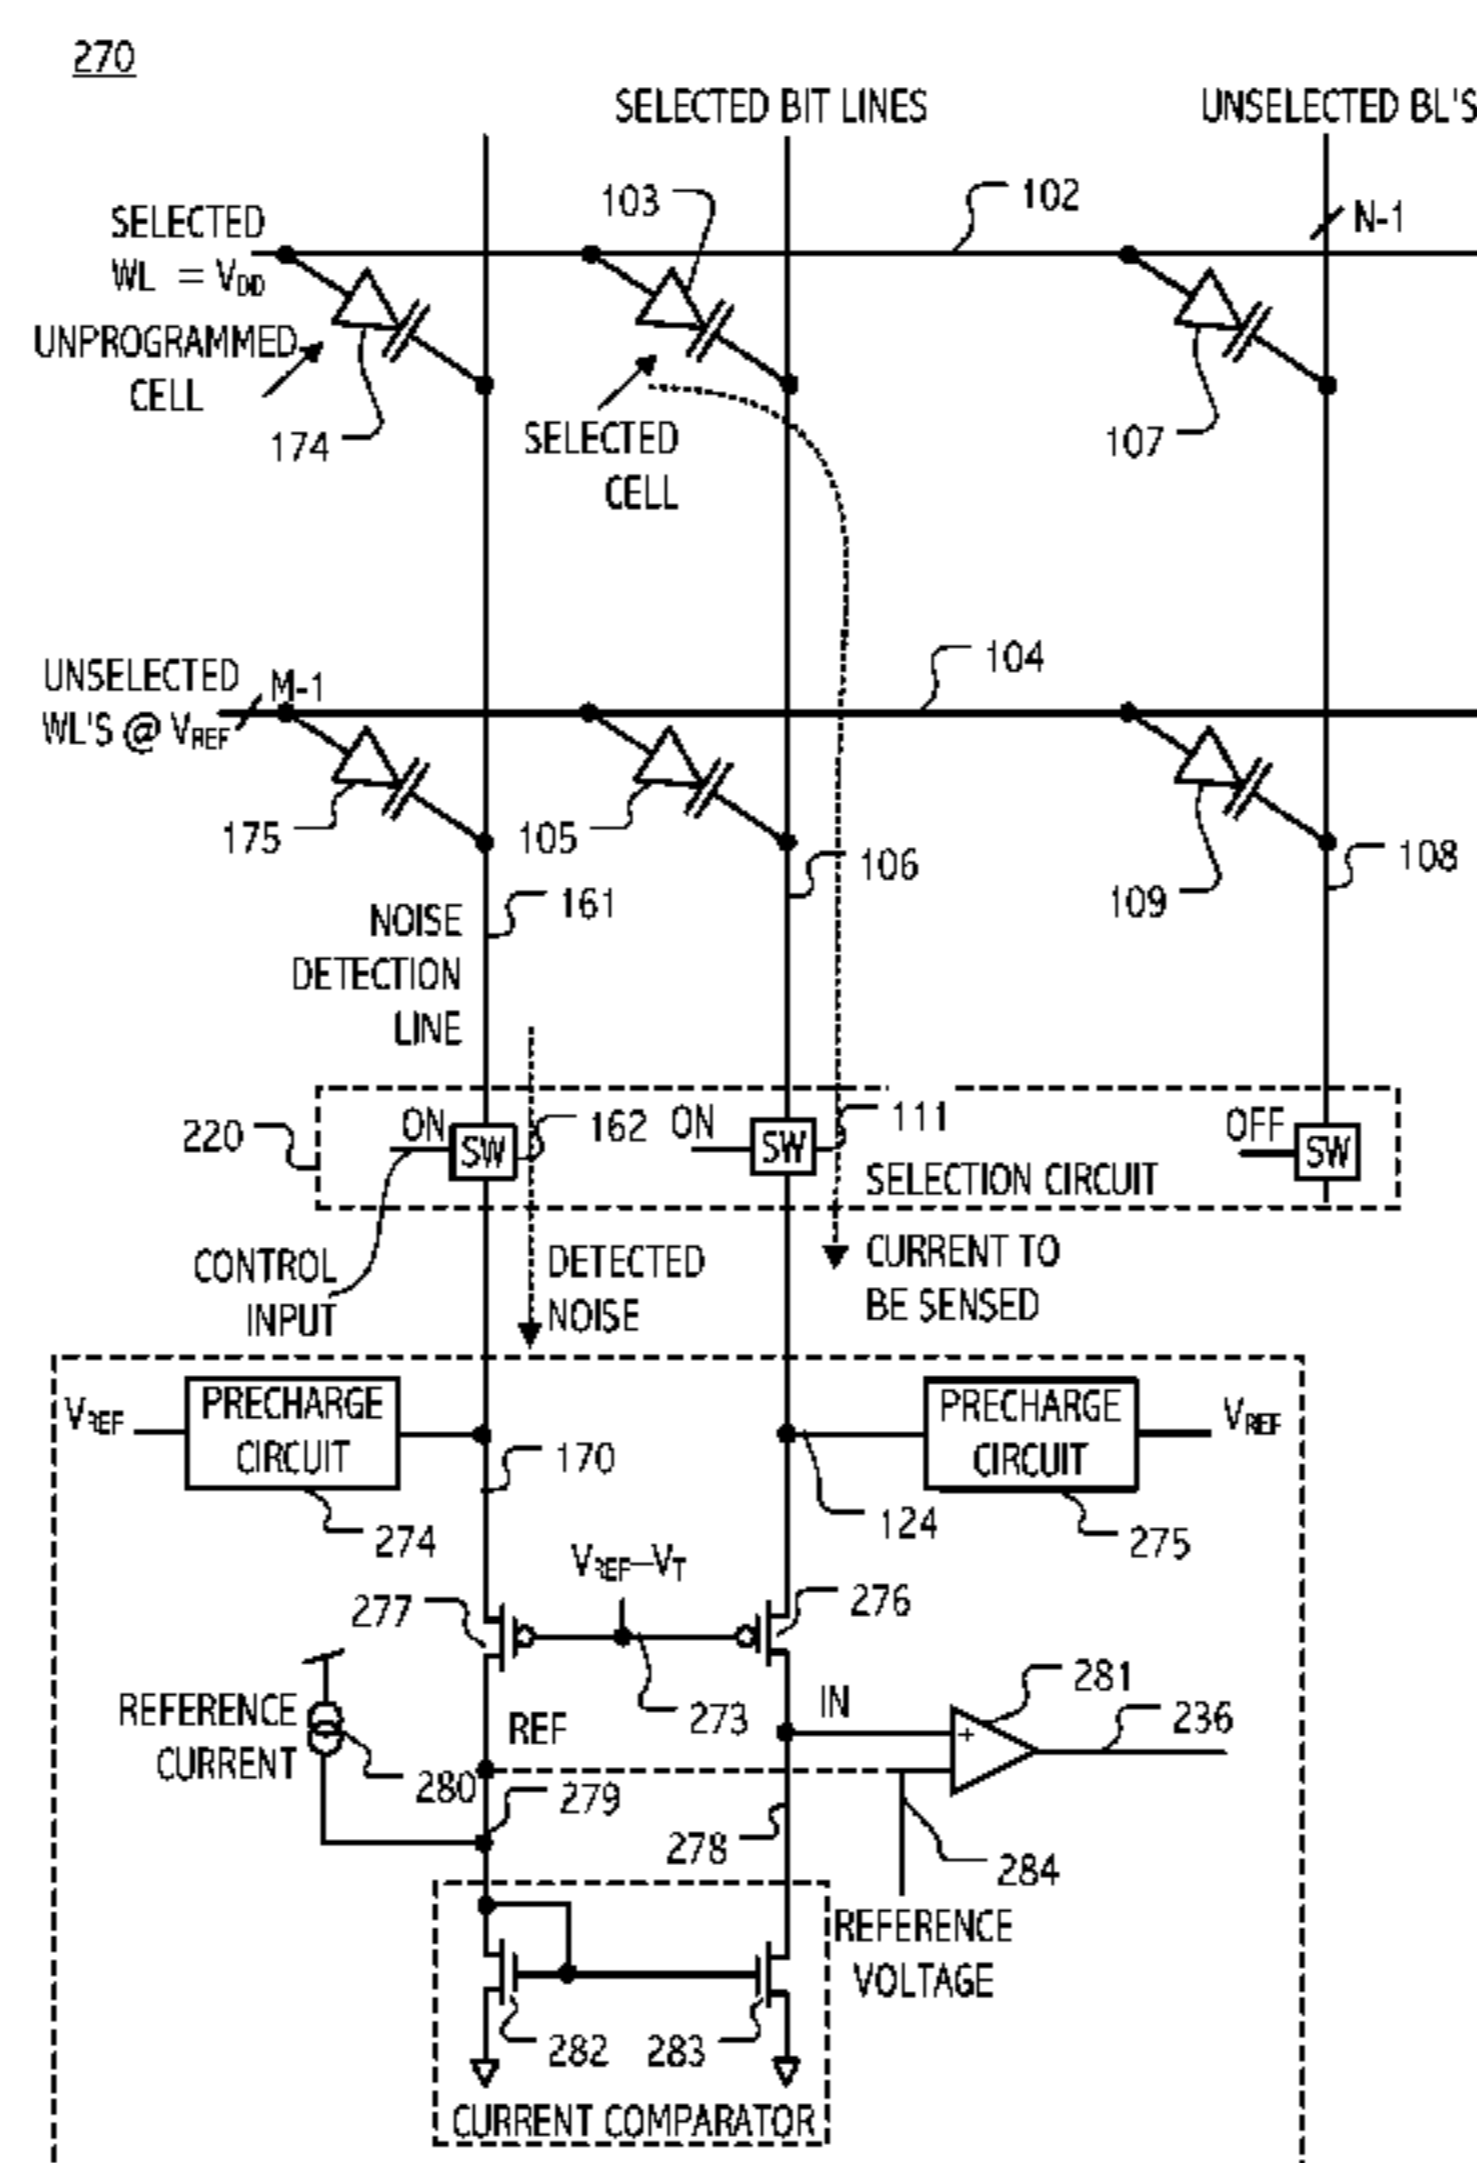 270
SELECTED BIT LINES
UNSELECTED BL'S
SELECTED
WL = VDD
103
102
N-1
UNPROGRAMMED
CELL
174
SELECTED
CELL
107
UNSELECTED
WL'S @ VREF
M-1
104
175
105
106
109
108
161
NOISE
DETECTION
LINE
220
ON
SW
162
ON
SW
111
OFF
SW
SELECTION CIRCUIT
CONTROL
INPUT
DETECTED
NOISE
CURRENT TO
BE SENSED
VREF
PRECHARGE
CIRCUIT
PRECHARGE
CIRCUIT
VREF
170
274
124
275
VREF–VT
277
276
273
REFERENCE
CURRENT
280
REF
IN
+
281
236
279
278
284
REFERENCE
VOLTAGE
282
283
CURRENT COMPARATOR